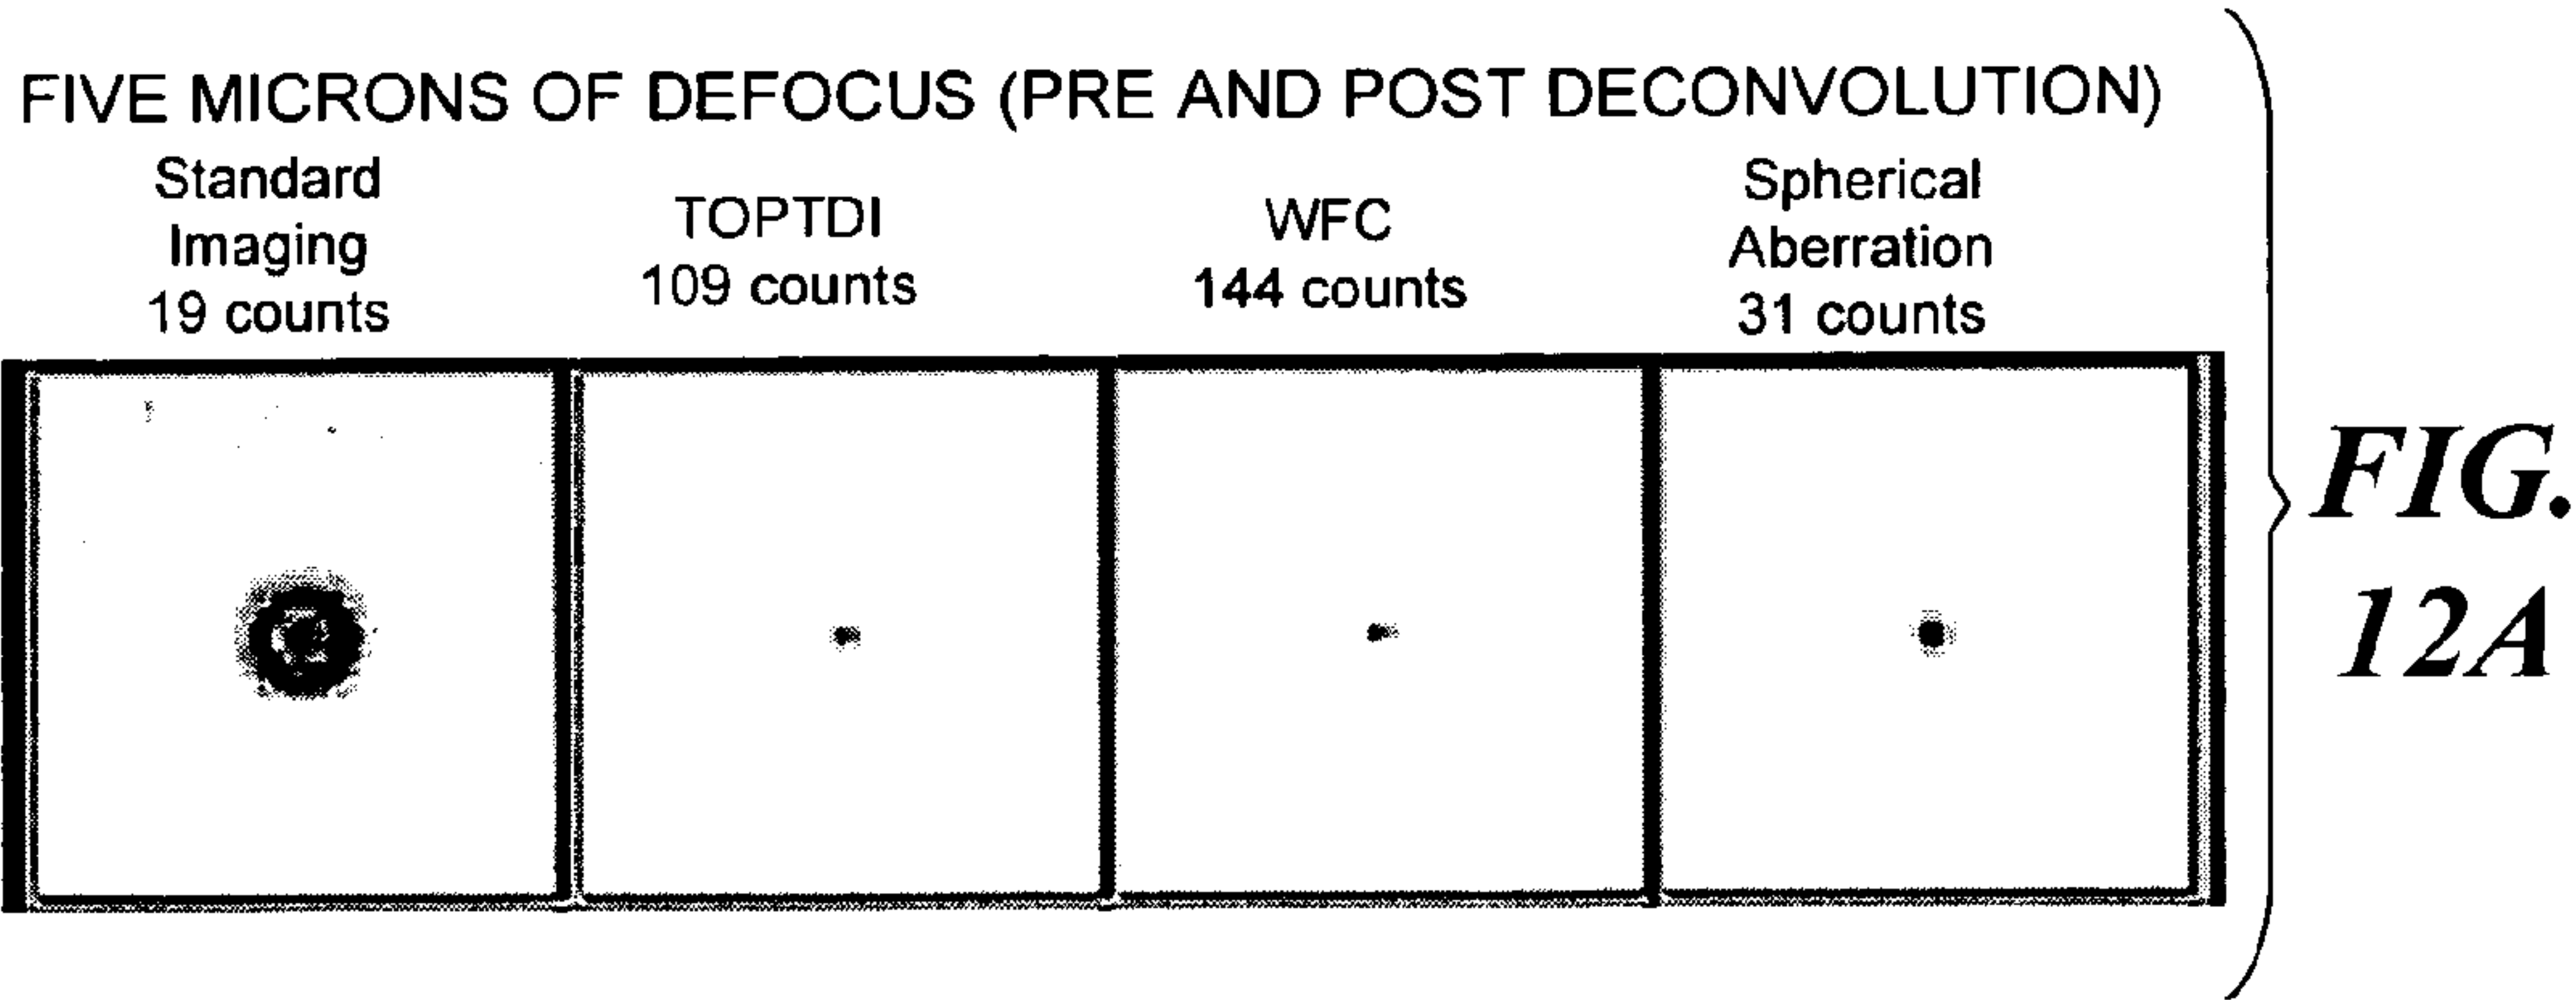 FIVE MICRONS OF DEFOCUS (PRE AND POST DECONVOLUTION)
Standard
Imaging
19 counts
TOPTDI
109 counts
WFC
144 counts
Spherical
Aberration
31 counts
FIG.
12A